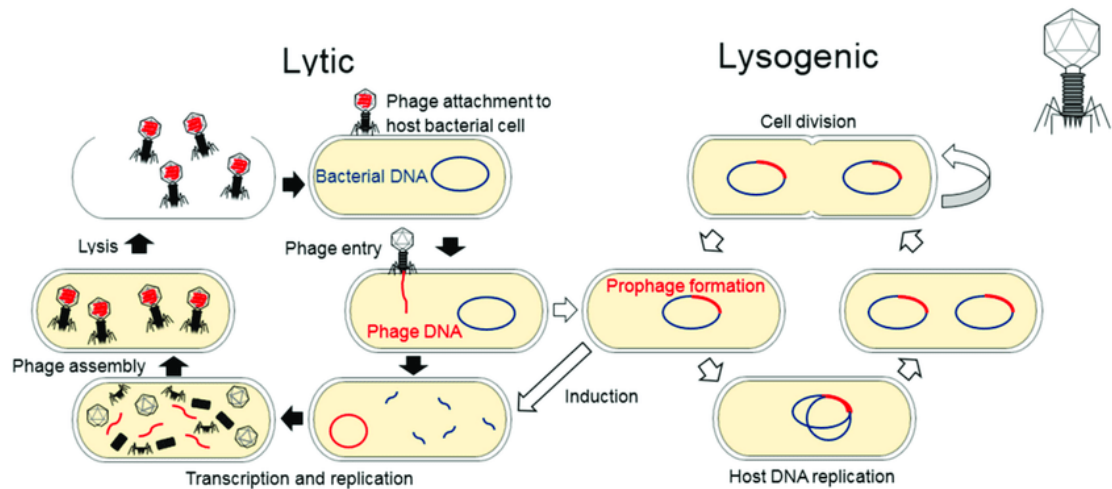 Lytic
Lysogenic
Phage attachment to
host bacterial cell
Cell division
Bacterial DNA
Lysis
Phage entry
Prophage formation
Phage DNA
Phage assembly
Induction
Transcription and replication
Host DNA replication